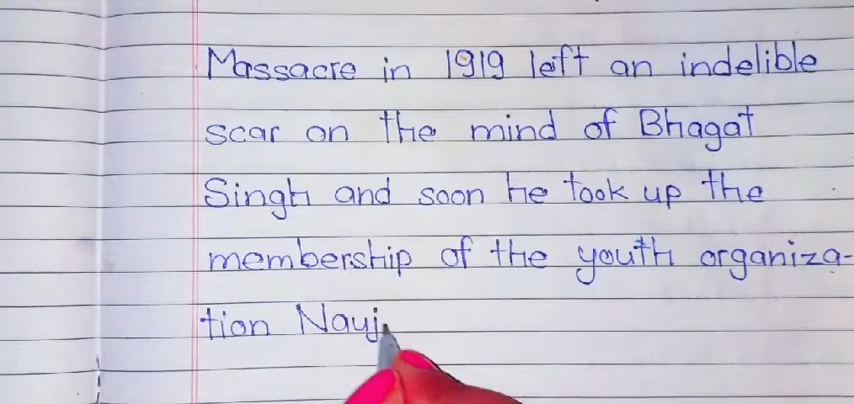 Massacre in 1919 left an indelible
scar on the mind of Bhagat
Singh and soon he took up the
membership of the youth organiza-
tion Nauj